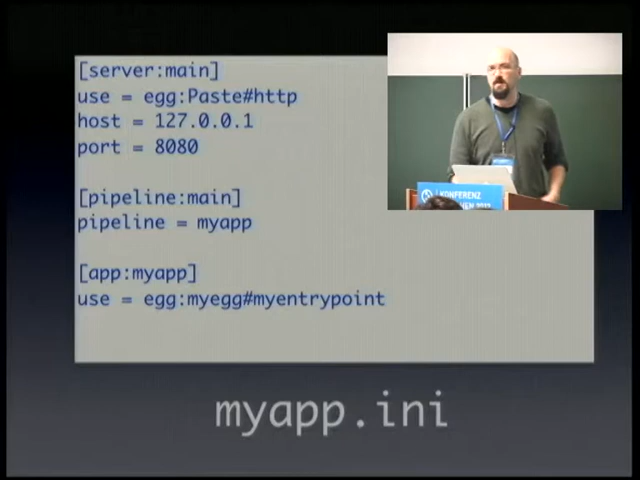 [server:main]
use = egg:Paste#http
host = 127.0.0.1
port = 8080
[pipeline:main]
pipeline = myapp
[app:myapp]
use = egg:myegg#myentrypoint
myapp.ini
KONFERENZ
2012